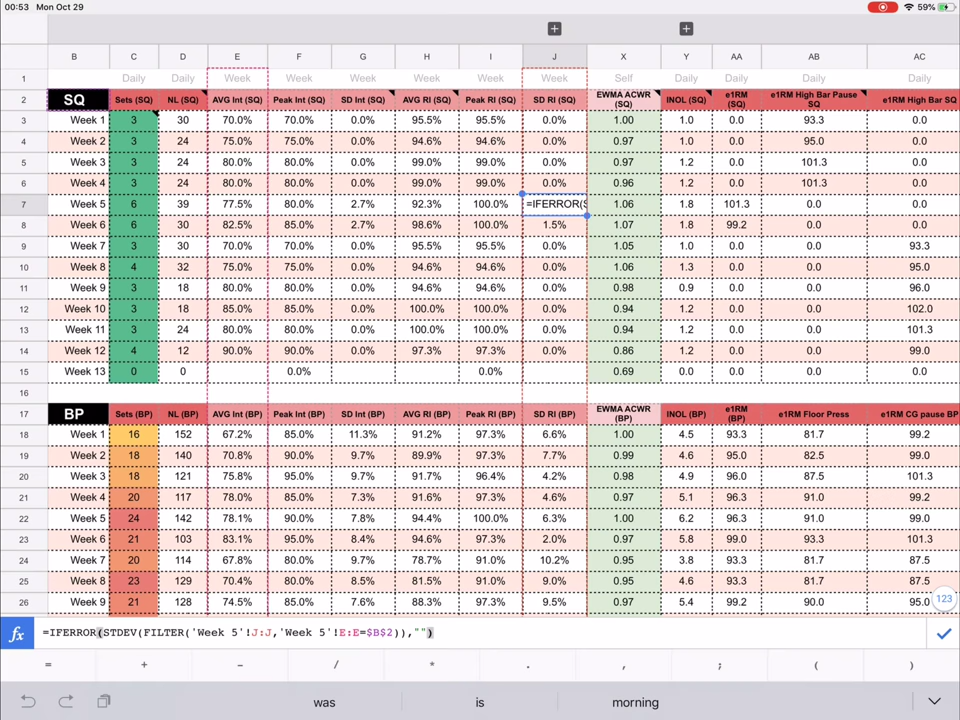 00:53 Mon Oct 29 59%
B C D E F G H I J X Y AA AB AC
1 Daily Daily Week Week Week Week Week Week Self Daily Daily Daily Daily
2 SQ Sets (SQ) NL (SQ) AVG Int (SQ) Peak Int (SQ) SD Int (SQ) AVG RI (SQ) Peak RI (SQ) SD RI (SQ) EWMA ACWR (SQ) INOL (SQ) e1RM (SQ) e1RM High Bar Pause SQ e1RM High Bar SQ
3 Week 1 3 30 70.0% 70.0% 0.0% 95.5% 95.5% 0.0% 1.00 1.0 0.0 93.3 0.0
4 Week 2 3 24 75.0% 75.0% 0.0% 94.6% 94.6% 0.0% 0.97 1.0 0.0 95.0 0.0
5 Week 3 3 24 80.0% 80.0% 0.0% 99.0% 99.0% 0.0% 0.97 1.2 0.0 101.3 0.0
6 Week 4 3 24 80.0% 80.0% 0.0% 99.0% 99.0% 0.0% 0.96 1.2 0.0 101.3 0.0
7 Week 5 6 39 77.5% 80.0% 2.7% 92.3% 100.0% =IFERROR(S 1.06 1.8 101.3 0.0 0.0
8 Week 6 6 30 82.5% 80.0% 2.7% 98.6% 100.0% 1.5% 1.07 1.8 99.2 0.0 0.0
9 Week 7 3 30 70.0% 70.0% 0.0% 95.5% 95.5% 0.0% 1.05 1.0 0.0 0.0 93.3
10 Week 8 4 32 75.0% 75.0% 0.0% 94.6% 94.6% 0.0% 1.06 1.3 0.0 0.0 95.0
11 Week 9 3 18 80.0% 80.0% 0.0% 94.6% 94.6% 0.0% 0.98 0.9 0.0 0.0 96.0
12 Week 10 3 18 85.0% 85.0% 0.0% 100.0% 100.0% 0.0% 0.94 1.2 0.0 0.0 102.0
13 Week 11 3 24 80.0% 80.0% 0.0% 100.0% 100.0% 0.0% 0.94 1.2 0.0 0.0 101.3
14 Week 12 4 12 90.0% 90.0% 0.0% 97.3% 97.3% 0.0% 0.86 1.2 0.0 0.0 99.0
15 Week 13 0 0 0.0% 0.0% 0.69 0.0 0.0 0.0 0.0
16
17 BP Sets (BP) NL (BP) AVG Int (BP) Peak Int (BP) SD Int (BP) AVG RI (BP) Peak RI (BP) SD RI (BP) EWMA ACWR (BP) INOL (BP) e1RM (BP) e1RM Floor Press e1RM CG pause BP
18 Week 1 16 152 67.2% 85.0% 11.3% 91.2% 97.3% 6.6% 1.00 4.5 93.3 81.7 99.2
19 Week 2 18 140 70.8% 90.0% 9.7% 89.9% 97.3% 7.7% 0.99 4.6 95.0 82.5 99.0
20 Week 3 18 121 75.8% 95.0% 9.7% 91.7% 96.4% 4.2% 0.98 4.9 96.0 87.5 101.3
21 Week 4 20 117 78.0% 85.0% 7.3% 91.6% 97.3% 4.6% 0.97 5.1 96.3 91.0 99.2
22 Week 5 24 142 78.1% 90.0% 7.8% 94.4% 100.0% 6.3% 1.00 6.2 96.3 91.0 99.0
23 Week 6 21 103 83.1% 95.0% 8.4% 94.6% 97.3% 2.0% 0.97 5.8 99.0 93.3 101.3
24 Week 7 20 114 67.8% 80.0% 9.7% 78.7% 91.0% 10.2% 0.95 3.8 93.3 81.7 87.5
25 Week 8 23 129 70.4% 80.0% 8.5% 81.5% 91.0% 9.0% 0.95 4.6 93.3 81.7 87.5
26 Week 9 21 128 74.5% 85.0% 7.6% 88.3% 97.3% 9.5% 0.97 5.4 99.2 90.0 95.0
123
fx =IFERROR(STDEV(FILTER('Week 5'!J:J,'Week 5'!E:E=$B$2)),"")
= + - / * . , ; ( )
was is morning